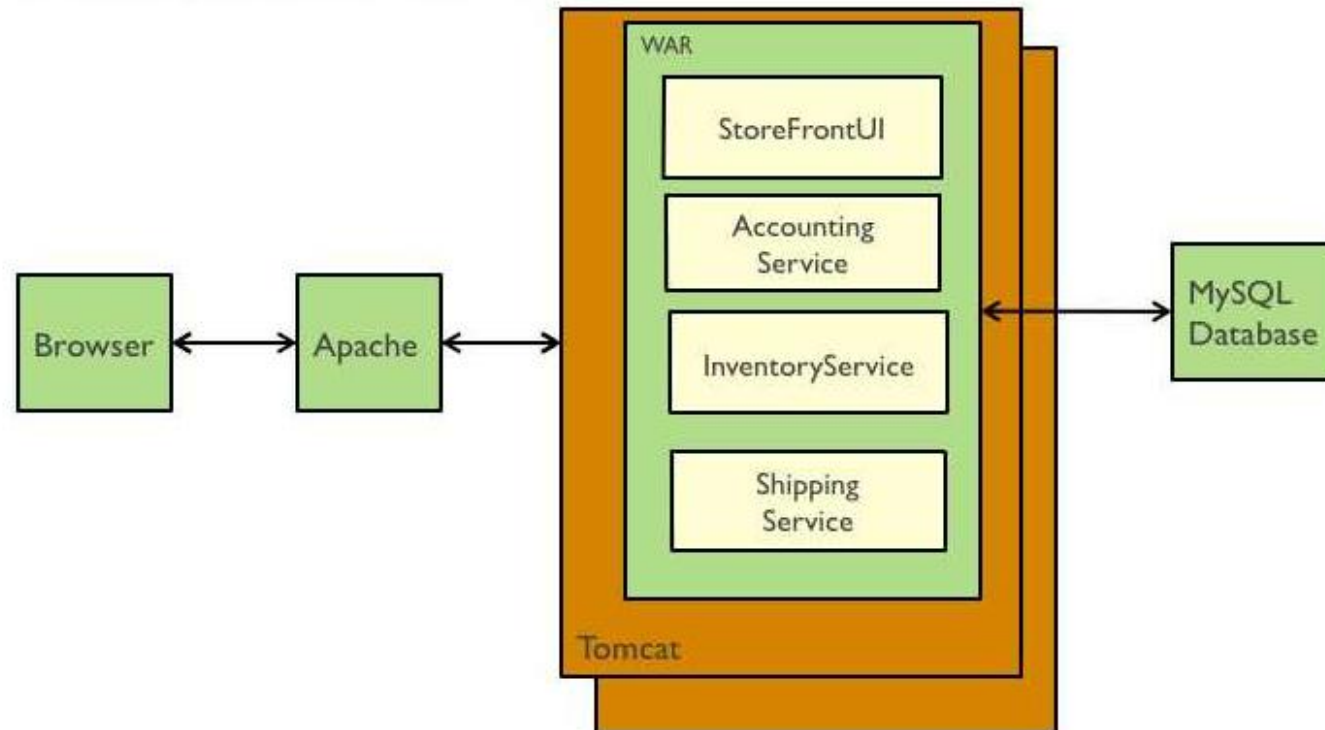 WAR
StoreFrontUI
Accounting
Service
InventoryService
Shipping
Service
Browser
Apache
MySQL
Database
Tomcat